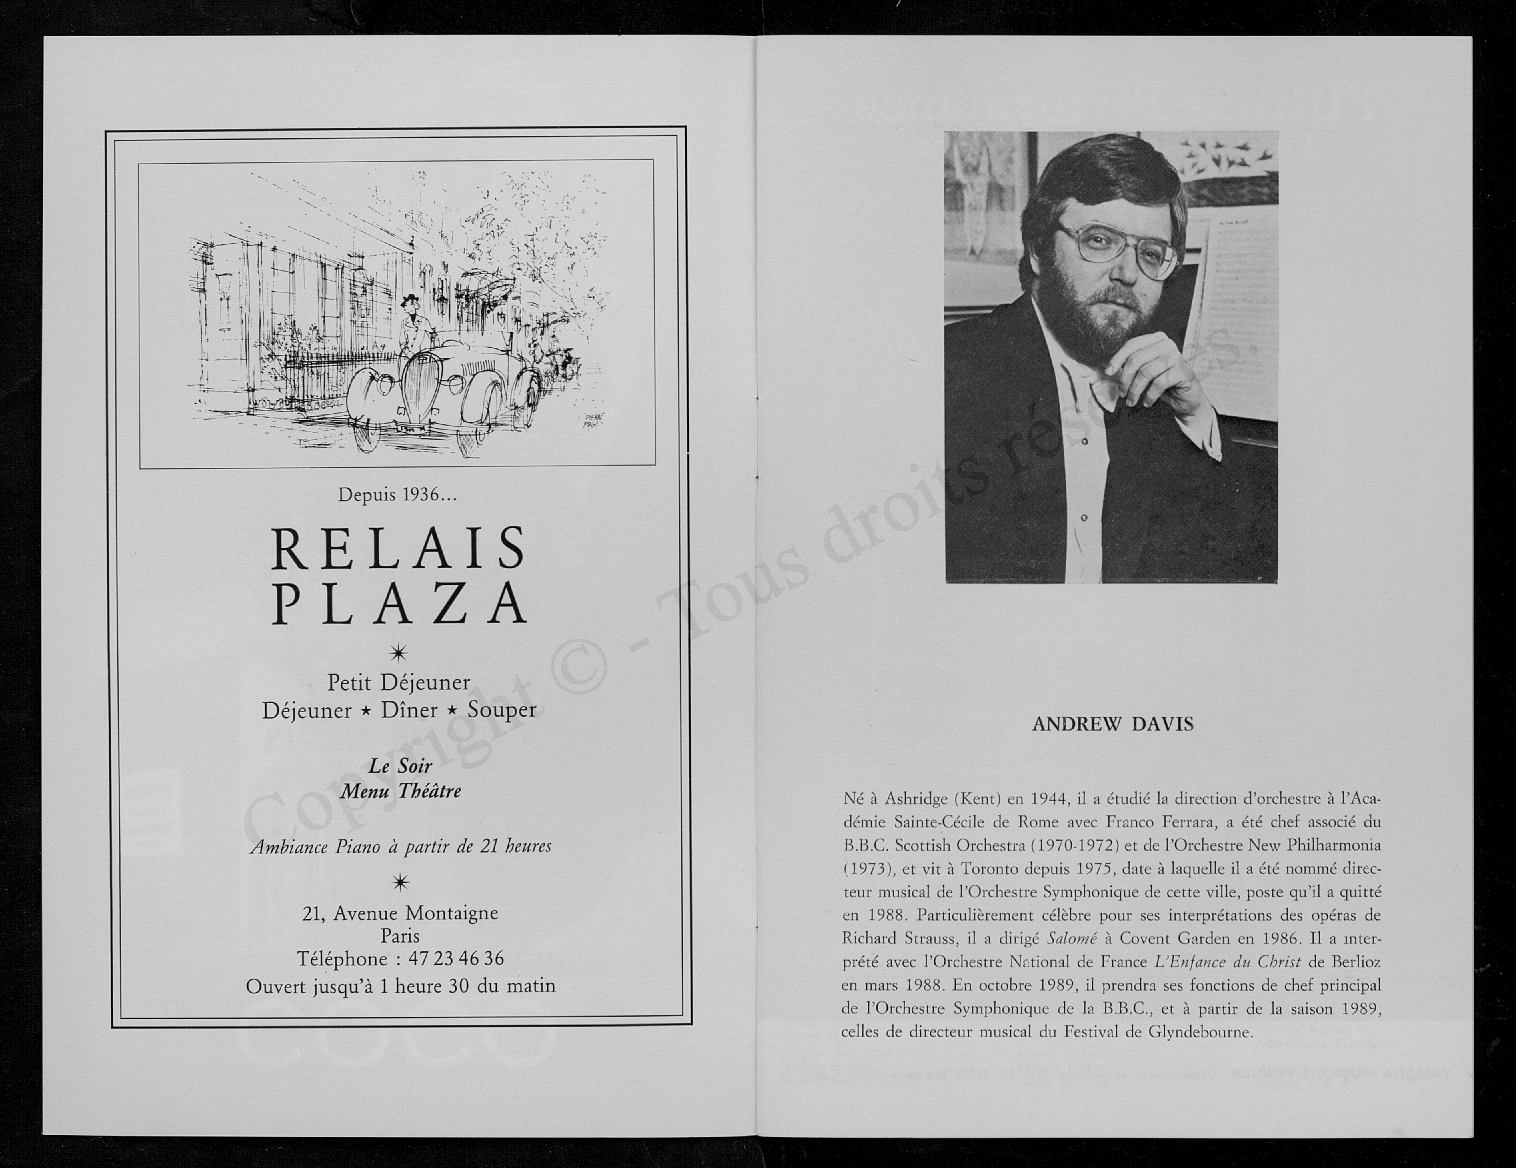 Depuis 1936...
RELAIS
PLAZA
Petit Déjeuner
Déjeuner ★ Dîner ★ Souper
Le Soir
Menu Théâtre
Ambiance Piano à partir de 21 heures
21, Avenue Montaigne
Paris
Téléphone : 47 23 46 36
Ouvert jusqu'à 1 heure 30 du matin
ANDREW DAVIS
Né à Ashridge (Kent) en 1944, il a étudié la direction d'orchestre à l'Aca-
démie Sainte-Cécile de Rome avec Franco Ferrara, a été chef associé du
B.B.C. Scottish Orchestra (1970-1972) et de l'Orchestre New Philharmonia
(1973), et vit à Toronto depuis 1975, date à laquelle il a été nommé direc-
teur musical de l'Orchestre Symphonique de cette ville, poste qu'il a quitté
en 1988. Particulièrement célèbre pour ses interprétations des opéras de
Richard Strauss, il a dirigé Salomé à Covent Garden en 1986. Il a inter-
prété avec l'Orchestre National de France L'Enfance du Christ de Berlioz
en mars 1988. En octobre 1989, il prendra ses fonctions de chef principal
de l'Orchestre Symphonique de la B.B.C., et à partir de la saison 1989,
celles de directeur musical du Festival de Glyndebourne.
Copyright © - Tous droits réservés.